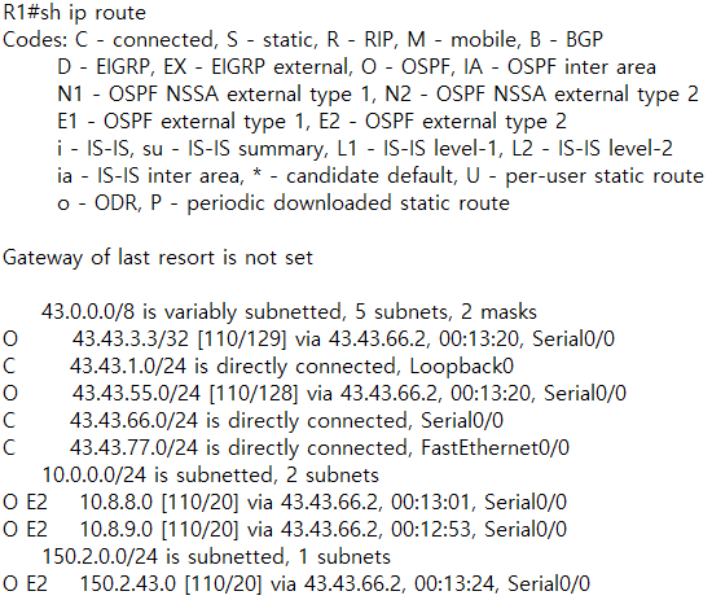 R1#sh ip route
Codes: C - connected, S - static, R - RIP, M - mobile, B - BGP
D - EIGRP, EX - EIGRP external, O - OSPF, IA - OSPF inter area
N1 - OSPF NSSA external type 1, N2 - OSPF NSSA external type 2
E1 - OSPF external type 1, E2 - OSPF external type 2
i - IS-IS, su - IS-IS summary, L1 - IS-IS level-1, L2 - IS-IS level-2
ia - IS-IS inter area, * - candidate default, U - per-user static route
o - ODR, P - periodic downloaded static route
Gateway of last resort is not set
43.0.0.0/8 is variably subnetted, 5 subnets, 2 masks
O 43.43.3.3/32 [110/129] via 43.43.66.2, 00:13:20, Serial0/0
C 43.43.1.0/24 is directly connected, Loopback0
O 43.43.55.0/24 [110/128] via 43.43.66.2, 00:13:20, Serial0/0
C 43.43.66.0/24 is directly connected, Serial0/0
C 43.43.77.0/24 is directly connected, FastEthernet0/0
10.0.0.0/24 is subnetted, 2 subnets
O E2 10.8.8.0 [110/20] via 43.43.66.2, 00:13:01, Serial0/0
O E2 10.8.9.0 [110/20] via 43.43.66.2, 00:12:53, Serial0/0
150.2.0.0/24 is subnetted, 1 subnets
O E2 150.2.43.0 [110/20] via 43.43.66.2, 00:13:24, Serial0/0